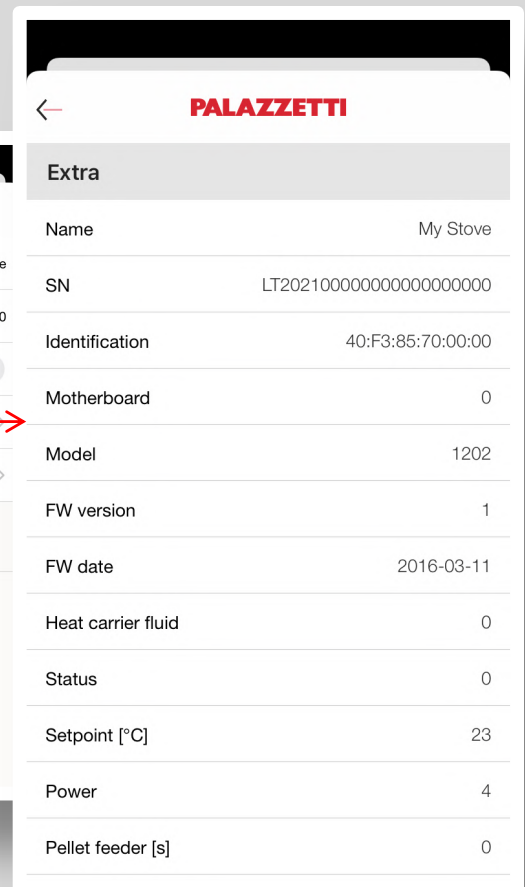 PALAZZETTI
Extra
Name My Stove
SN LT202100000000000000000
Identification 40:F3:85:70:00:00
Motherboard 0
Model 1202
FW version 1
FW date 2016-03-11
Heat carrier fluid 0
Status 0
Setpoint [°C] 23
Power 4
Pellet feeder [s] 0
e
0